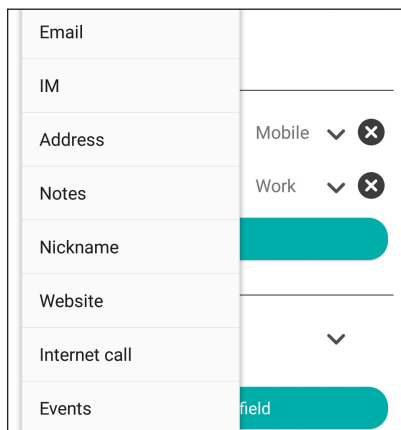 Email
IM
Address
Mobile
Notes
Work
Nickname
Website
Internet call
Events
field